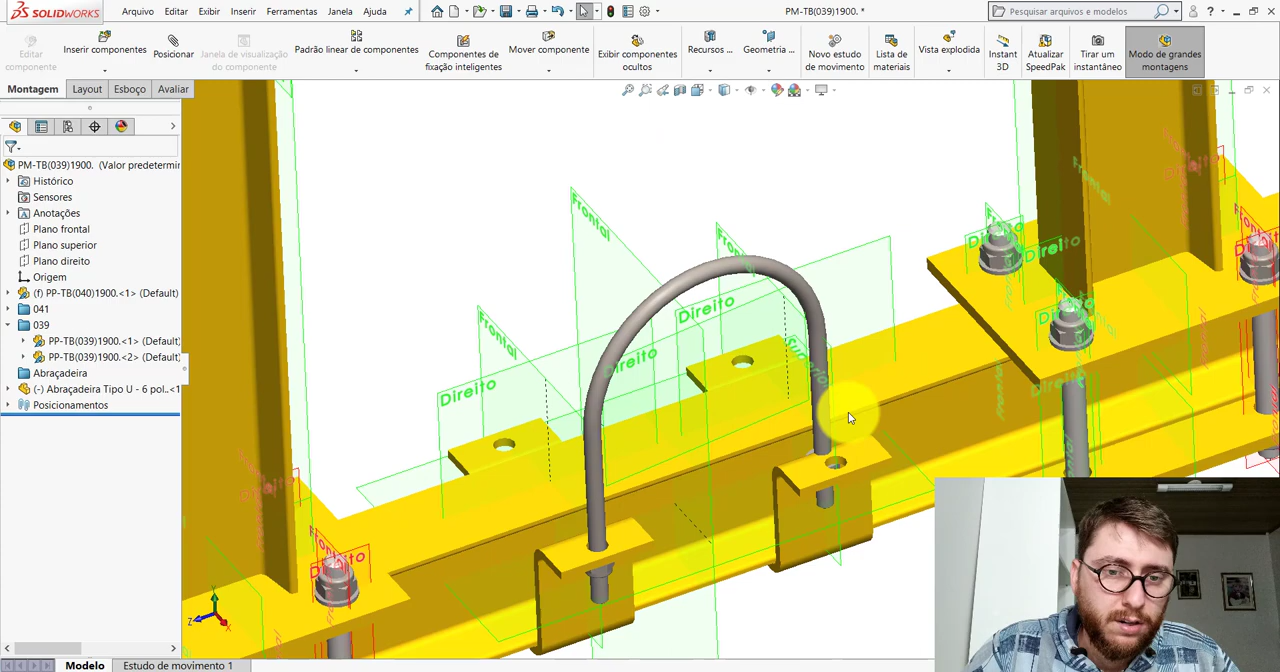 SOLIDWORKS
Arquivo
Editar
Exibir
Inserir
Ferramentas
Janela
Ajuda
PM-TB(039)1900. *
Pesquisar arquivos e modelos
Editar
componente
Inserir componentes
Posicionar
Janela de visualização
do componente
Padrão linear de componentes
Componentes de
fixação inteligentes
Mover componente
Exibir componentes
ocultos
Recursos ...
Geometria ...
Novo estudo
de movimento
Lista de
materiais
Vista explodida
Instant
3D
Atualizar
SpeedPak
Tirar um
instantâneo
Modo de grandes
montagens
Montagem
Layout
Esboço
Avaliar
PM-TB(039)1900. (Valor predetermin
Histórico
Sensores
Anotações
Plano frontal
Plano superior
Plano direito
Origem
(f) PP-TB(040)1900.<1> (Default)
041
039
PP-TB(039)1900.<1> (Default)
PP-TB(039)1900.<2> (Default)
Abraçadeira
(-) Abraçadeira Tipo U - 6 pol..<1
Posicionamentos
Frontal
Frontal
Frontal
Direito
Direito
Direito
Superior
Frontal
Direito
Direito
Direito
Frontal
Frontal
Y
Z
X
Modelo
Estudo de movimento 1